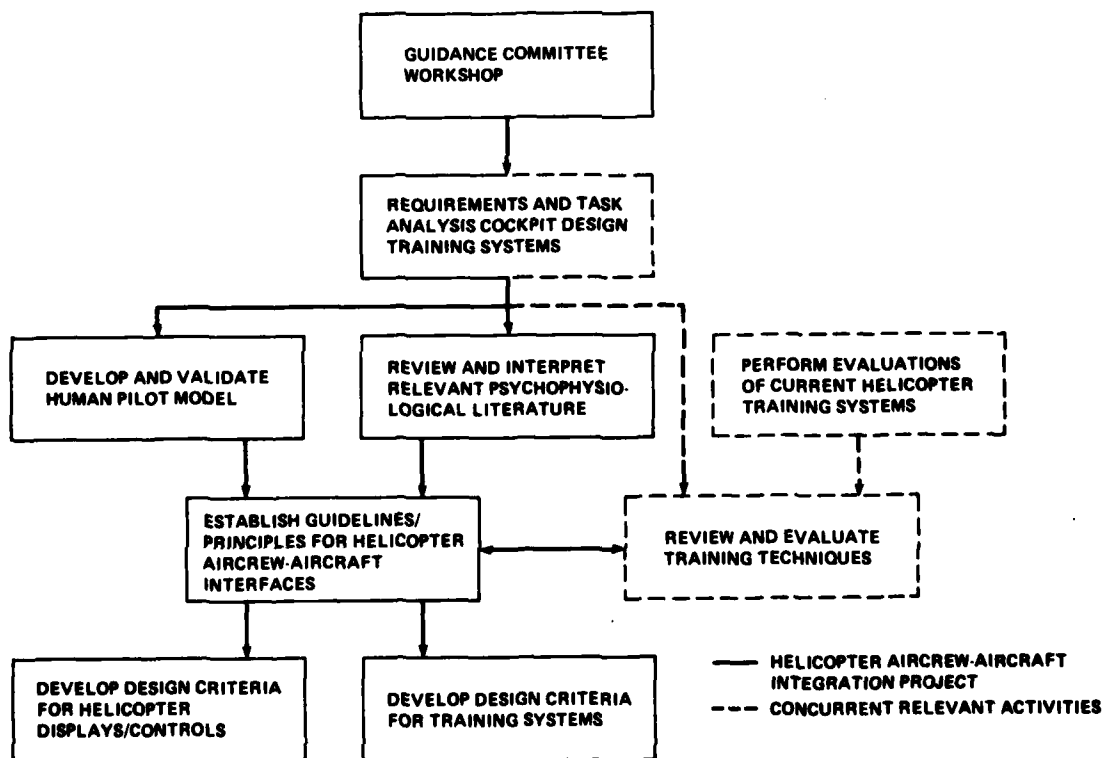 GUIDANCE COMMITTEE
WORKSHOP
REQUIREMENTS AND TASK
ANALYSIS COCKPIT DESIGN
TRAINING SYSTEMS
DEVELOP AND VALIDATE
HUMAN PILOT MODEL
REVIEW AND INTERPRET
RELEVANT PSYCHOPHYSIO-
LOGICAL LITERATURE
PERFORM EVALUATIONS
OF CURRENT HELICOPTER
TRAINING SYSTEMS
ESTABLISH GUIDELINES/
PRINCIPLES FOR HELICOPTER
AIRCREW-AIRCRAFT
INTERFACES
REVIEW AND EVALUATE
TRAINING TECHNIQUES
DEVELOP DESIGN CRITERIA
FOR HELICOPTER
DISPLAYS/CONTROLS
DEVELOP DESIGN CRITERIA
FOR TRAINING SYSTEMS
HELICOPTER AIRCREW-AIRCRAFT
INTEGRATION PROJECT
CONCURRENT RELEVANT ACTIVITIES